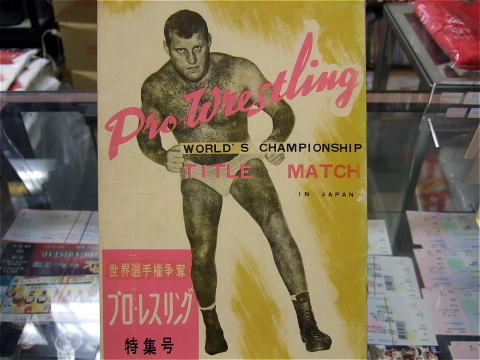 Pro Wrestling
WORLD'S CHAMPIONSHIP
TITLE MATCH
IN JAPAN
世界選手権争奪
プロ・レスリング
特集号